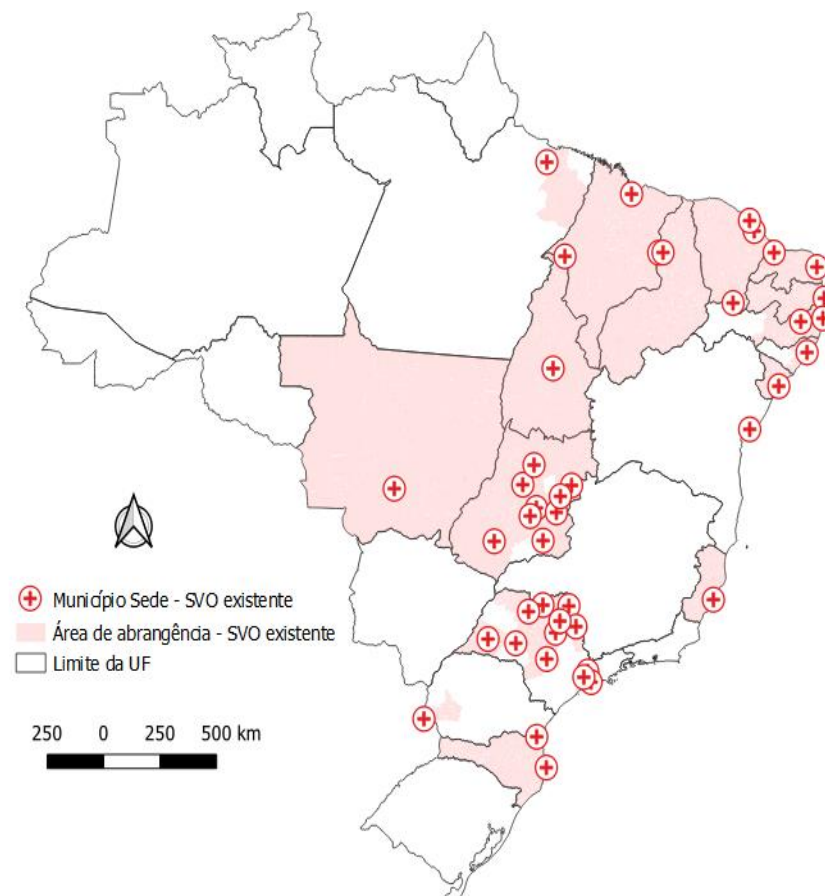 Município Sede - SVO existente
Área de abrangência - SVO existente
Limite da UF
250 0 250 500 km